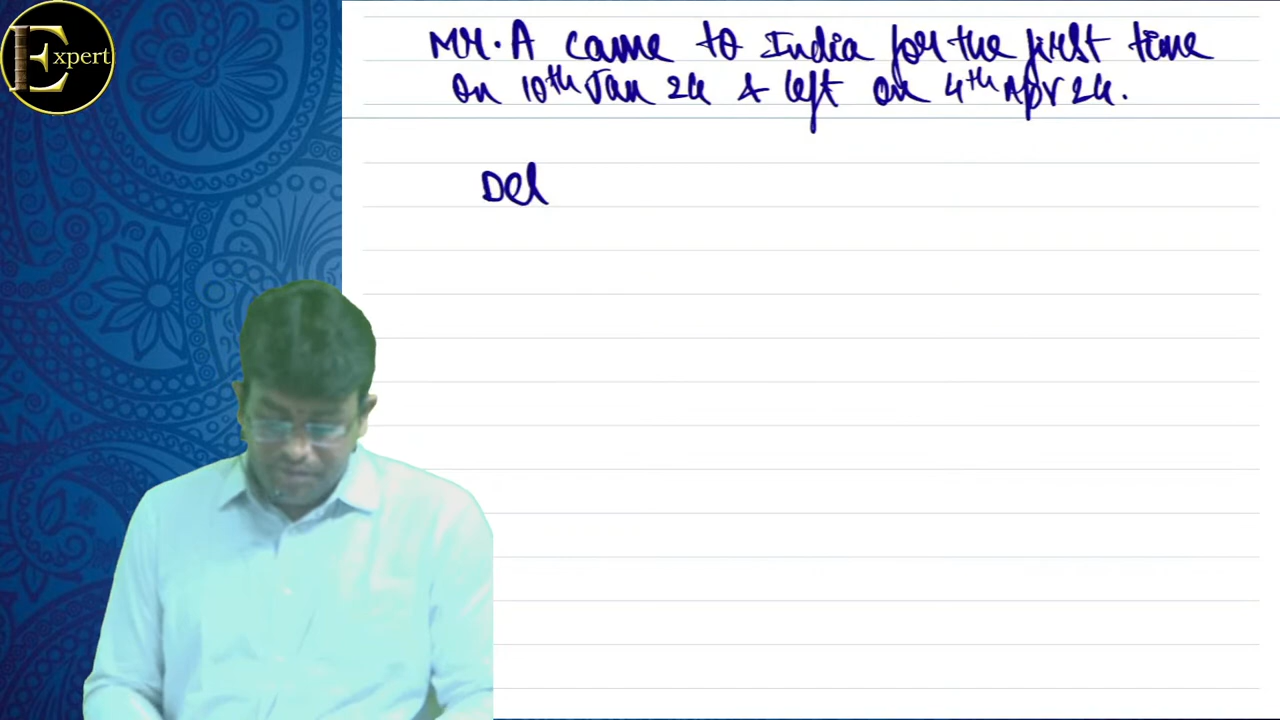 Expert
Mr. A came to India for the first time
on 10th Jan 24 & left on 4th Apr 24.
Del